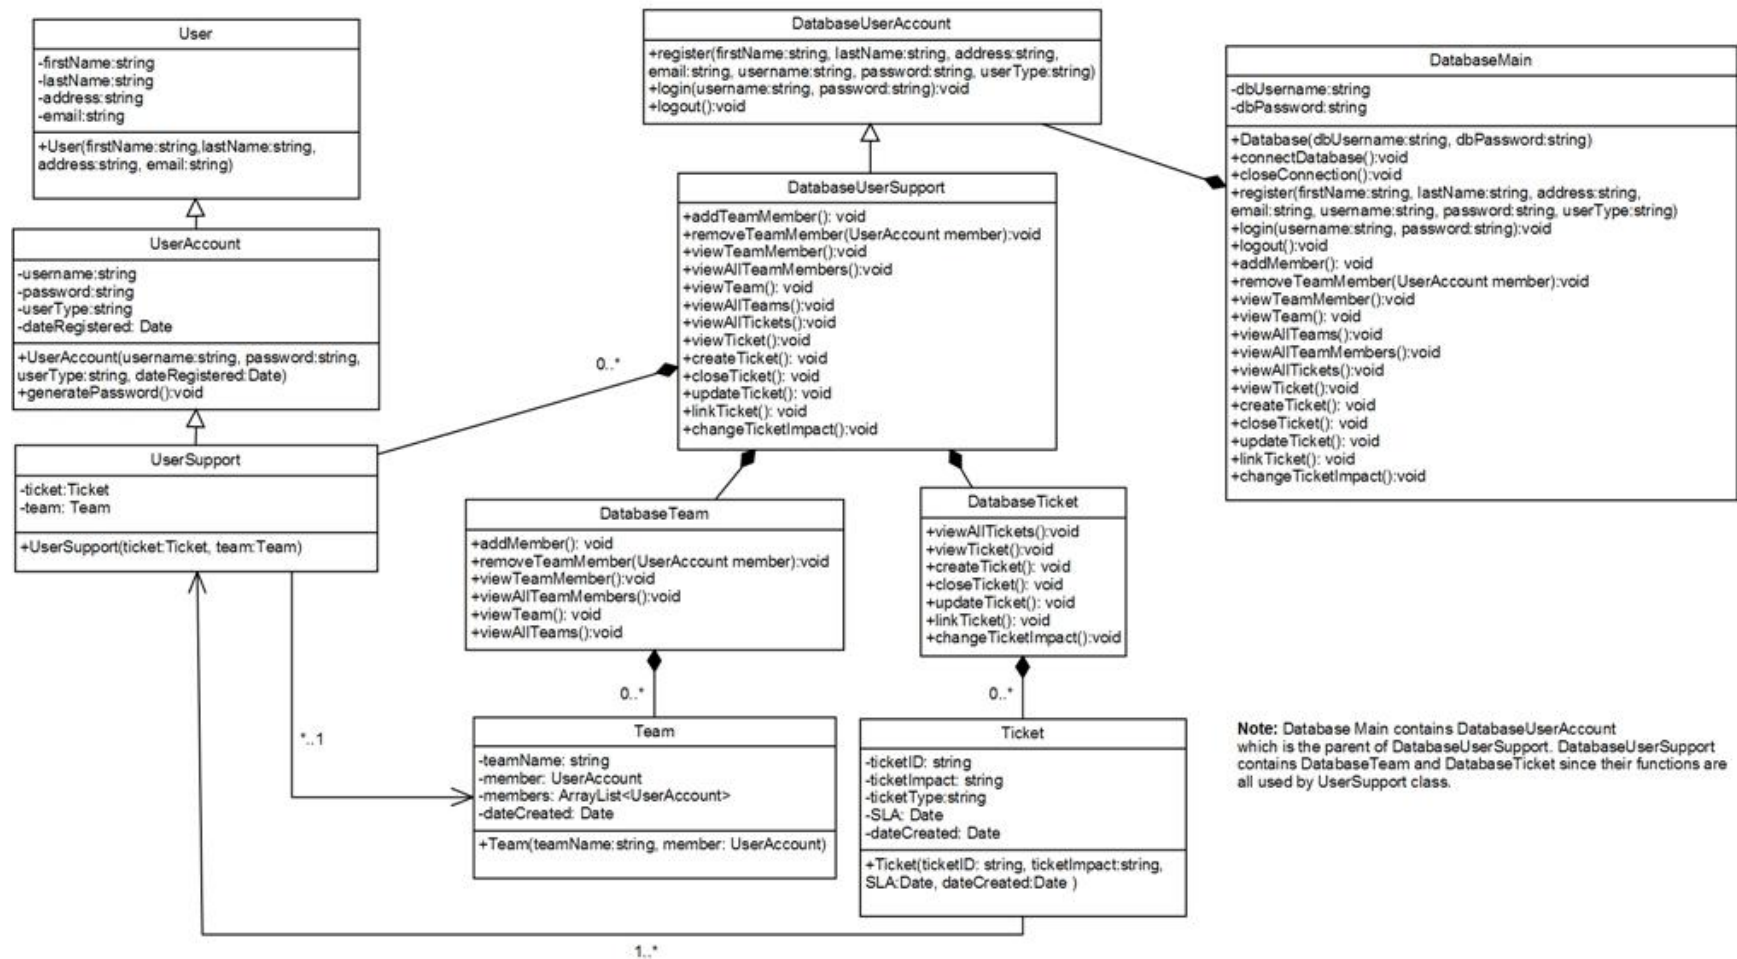 User
-firstName:string
-lastName:string
-address:string
-email:string
+User(firstName:string,lastName:string,
address:string, email:string)
UserAccount
-username:string
-password:string
-userType:string
-dateRegistered: Date
+UserAccount(username:string, password:string,
userType:string, dateRegistered:Date)
+generatePassword():void
UserSupport
-ticket:Ticket
-team: Team
+UserSupport(ticket:Ticket, team:Team)
DatabaseUserAccount
+register(firstName:string, lastName:string, address:string,
email:string, username:string, password:string, userType:string)
+login(username:string, password:string):void
+logout():void
DatabaseUserSupport
+addTeamMember(): void
+removeTeamMember(UserAccount member):void
+viewTeamMember():void
+viewAllTeamMembers():void
+viewTeam(): void
+viewAllTeams():void
+viewAllTickets():void
+viewTicket():void
+createTicket(): void
+closeTicket(): void
+updateTicket(): void
+linkTicket(): void
+changeTicketImpact():void
0..*
DatabaseMain
-dbUsername:string
-dbPassword:string
+Database(dbUsername:string, dbPassword:string)
+connectDatabase():void
+closeConnection():void
+register(firstName:string, lastName:string, address:string,
email:string, username:string, password:string, userType:string)
+login(username:string, password:string):void
+logout():void
+addMember(): void
+removeTeamMember(UserAccount member):void
+viewTeamMember():void
+viewTeam(): void
+viewAllTeams():void
+viewAllTeamMembers():void
+viewAllTickets():void
+viewTicket():void
+createTicket(): void
+closeTicket(): void
+updateTicket(): void
+linkTicket(): void
+changeTicketImpact():void
DatabaseTeam
+addMember(): void
+removeTeamMember(UserAccount member):void
+viewTeamMember():void
+viewAllTeamMembers():void
+viewTeam(): void
+viewAllTeams():void
DatabaseTicket
+viewAllTickets():void
+viewTicket():void
+createTicket(): void
+closeTicket(): void
+updateTicket(): void
+linkTicket(): void
+changeTicketImpact():void
0..*
0..*
*..1
Team
-teamName: string
-member: UserAccount
-members: ArrayList<UserAccount>
-dateCreated: Date
+Team(teamName:string, member: UserAccount)
Ticket
-ticketID: string
-ticketImpact: string
-ticketType:string
-SLA: Date
-dateCreated: Date
+Ticket(ticketID: string, ticketImpact:string,
SLA:Date, dateCreated:Date )
Note: Database Main contains DatabaseUserAccount
which is the parent of DatabaseUserSupport. DatabaseUserSupport
contains DatabaseTeam and DatabaseTicket since their functions are
all used by UserSupport class.
1..*